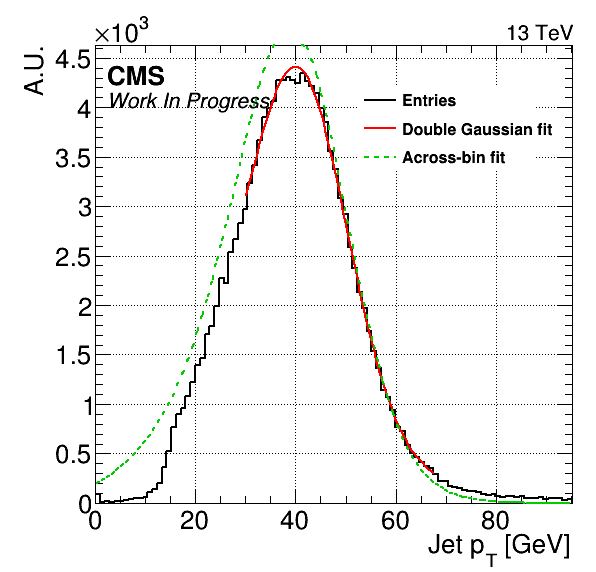 ×10³
13 TeV
A.U.
CMS
Work In Progress
Entries
Double Gaussian fit
Across-bin fit
4.5
4
3.5
3
2.5
2
1.5
1
0.5
0
0 20 40 60 80
Jet p_T [GeV]